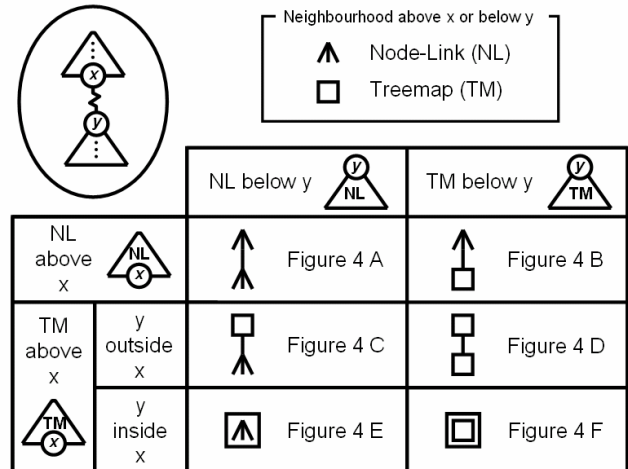 Neighbourhood above x or below y
Node-Link (NL)
Treemap (TM)
x
y
NL below y
y
NL
TM below y
y
TM
NL
above
x
NL
x
Figure 4 A
Figure 4 B
TM
above
x
TM
x
y
outside
x
Figure 4 C
Figure 4 D
y
inside
x
Figure 4 E
Figure 4 F